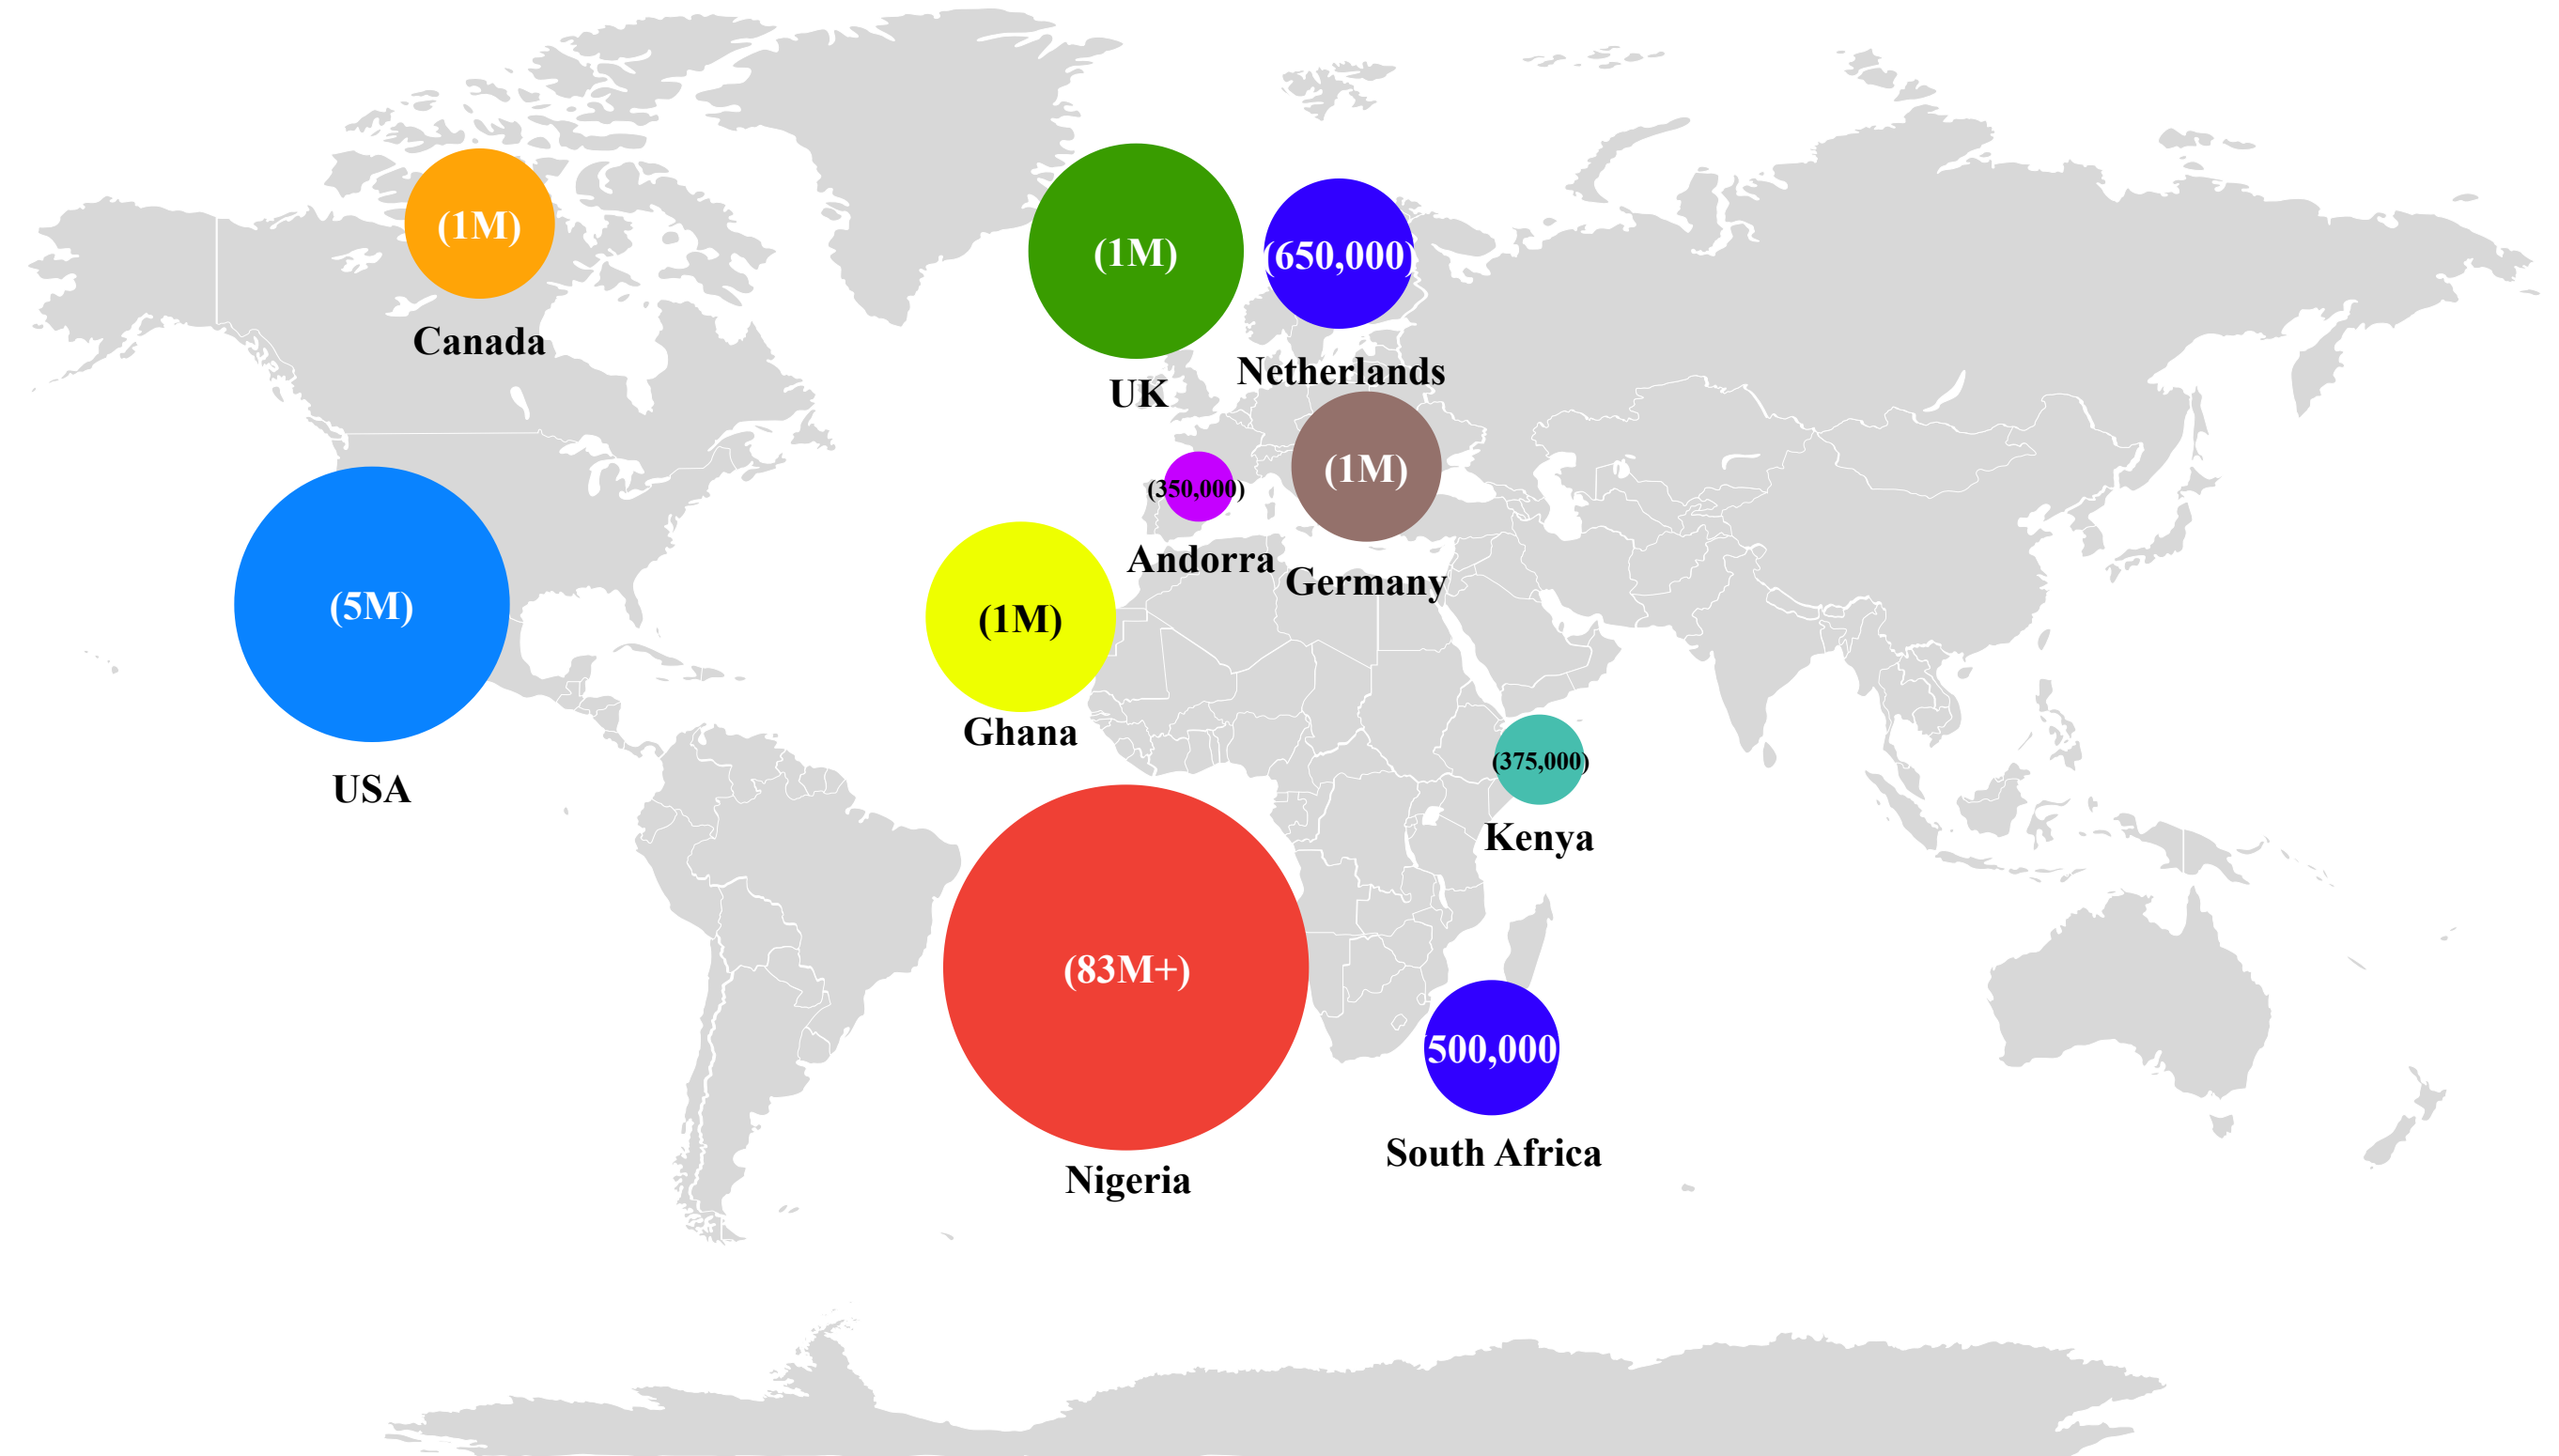 (1M)
Canada
(1M)
UK
(650,000)
Netherlands
(1M)
Germany
(350,000)
Andorra
(5M)
USA
(1M)
Ghana
(375,000)
Kenya
(83M+)
Nigeria
(500,000)
South Africa